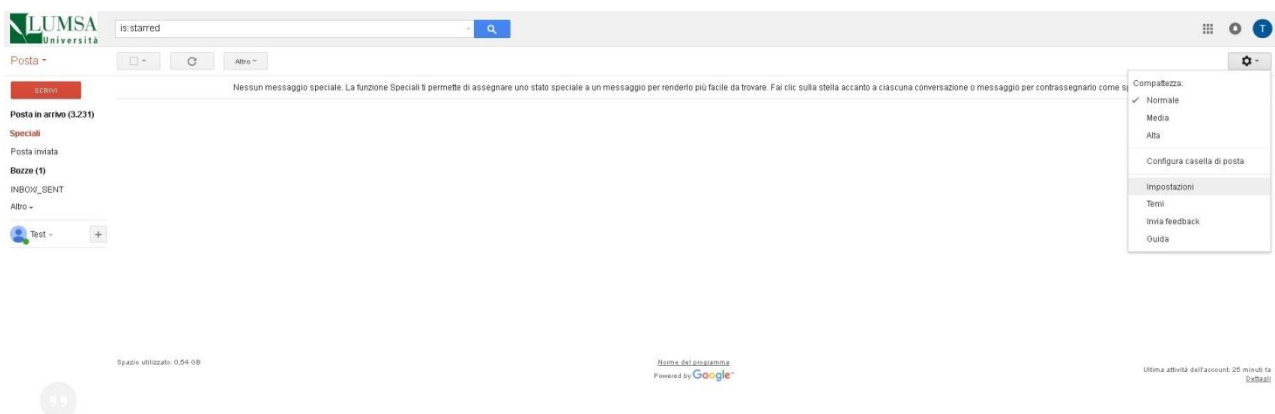 LUMSA
Università
is:starred
T
Posta
Altro
SCRIVI
Nessun messaggio speciale. La funzione Speciali ti permette di assegnare uno stato speciale a un messaggio per renderlo più facile da trovare. Fai clic sulla stella accanto a ciascuna conversazione o messaggio per contrassegnarlo come
Compattezza:
Normale
Media
Alta
Configura casella di posta
Impostazioni
Temi
Invia feedback
Guida
Posta in arrivo (3.231)
Speciali
Posta inviata
Bozze (1)
INBOX/_SENT
Altro
Test
Spazio utilizzato: 0,54 GB
Norme del programma
Powered by Google™
Ultima attività dell'account: 25 minuti fa
Dettagli